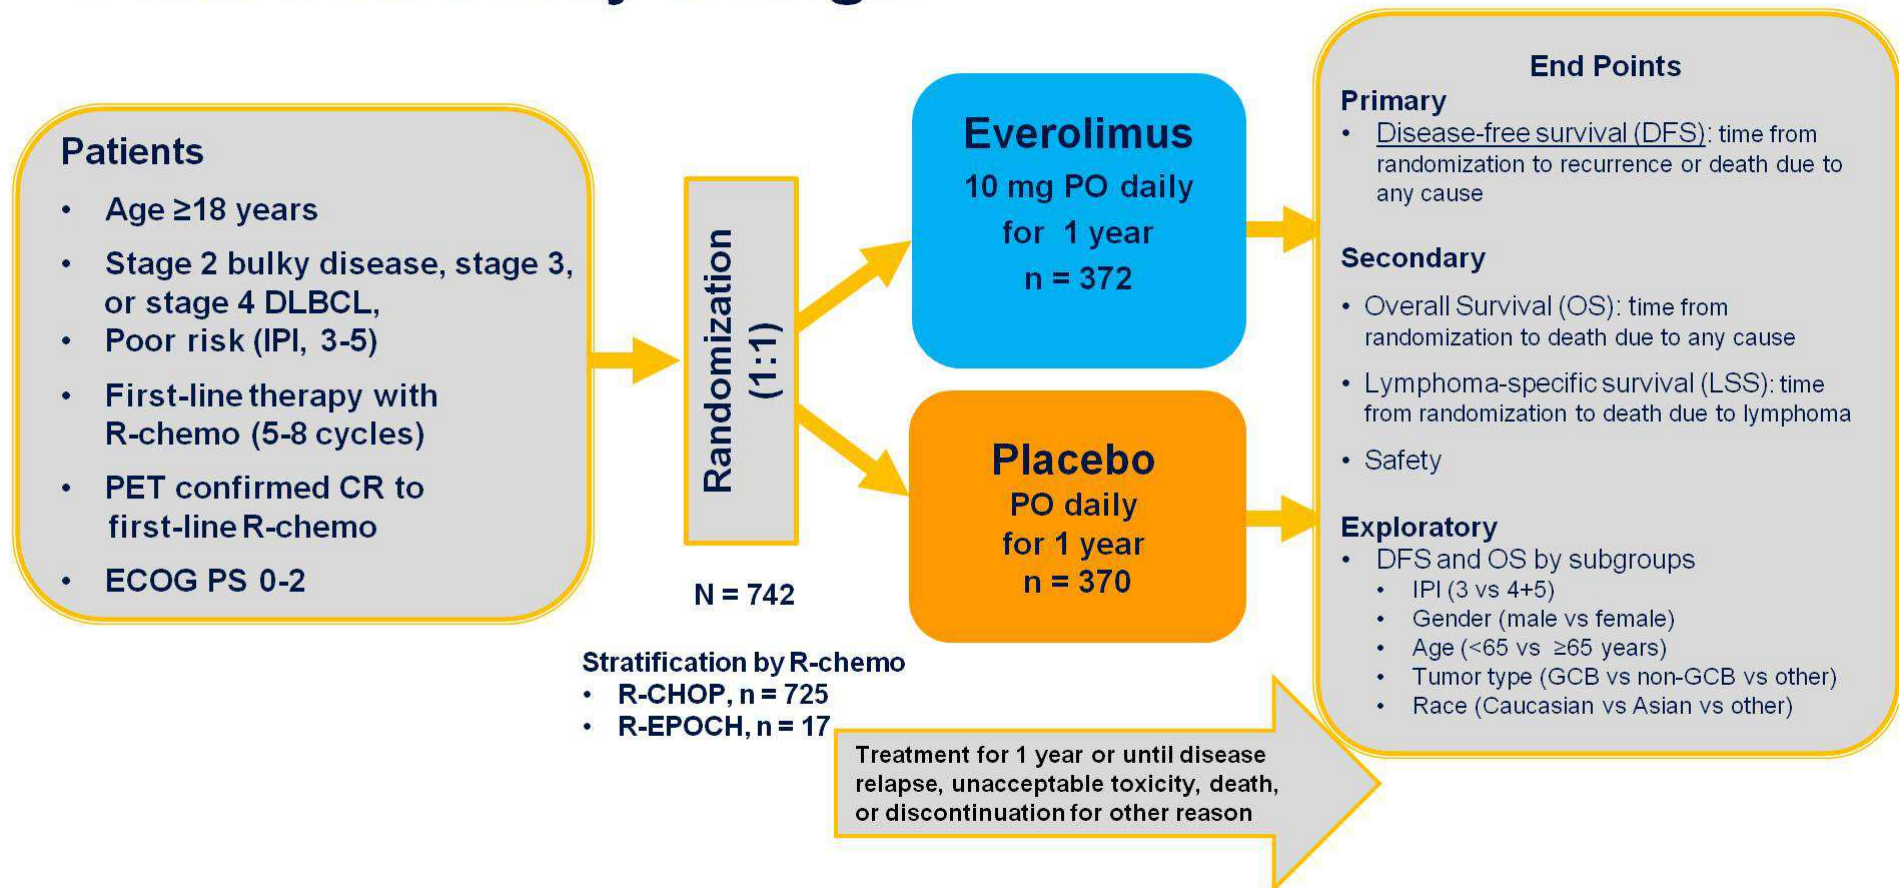 Patients
• Age ≥18 years
• Stage 2 bulky disease, stage 3,
or stage 4 DLBCL,
• Poor risk (IPI, 3-5)
• First-line therapy with
R-chemo (5-8 cycles)
• PET confirmed CR to
first-line R-chemo
• ECOG PS 0-2
Randomization
(1:1)
N = 742
Stratification by R-chemo
• R-CHOP, n = 725
• R-EPOCH, n = 17
Everolimus
10 mg PO daily
for 1 year
n = 372
Placebo
PO daily
for 1 year
n = 370
Treatment for 1 year or until disease
relapse, unacceptable toxicity, death,
or discontinuation for other reason
End Points
Primary
• Disease-free survival (DFS): time from
randomization to recurrence or death due to
any cause
Secondary
• Overall Survival (OS): time from
randomization to death due to any cause
• Lymphoma-specific survival (LSS): time
from randomization to death due to lymphoma
• Safety
Exploratory
• DFS and OS by subgroups
• IPI (3 vs 4+5)
• Gender (male vs female)
• Age (<65 vs ≥65 years)
• Tumor type (GCB vs non-GCB vs other)
• Race (Caucasian vs Asian vs other)